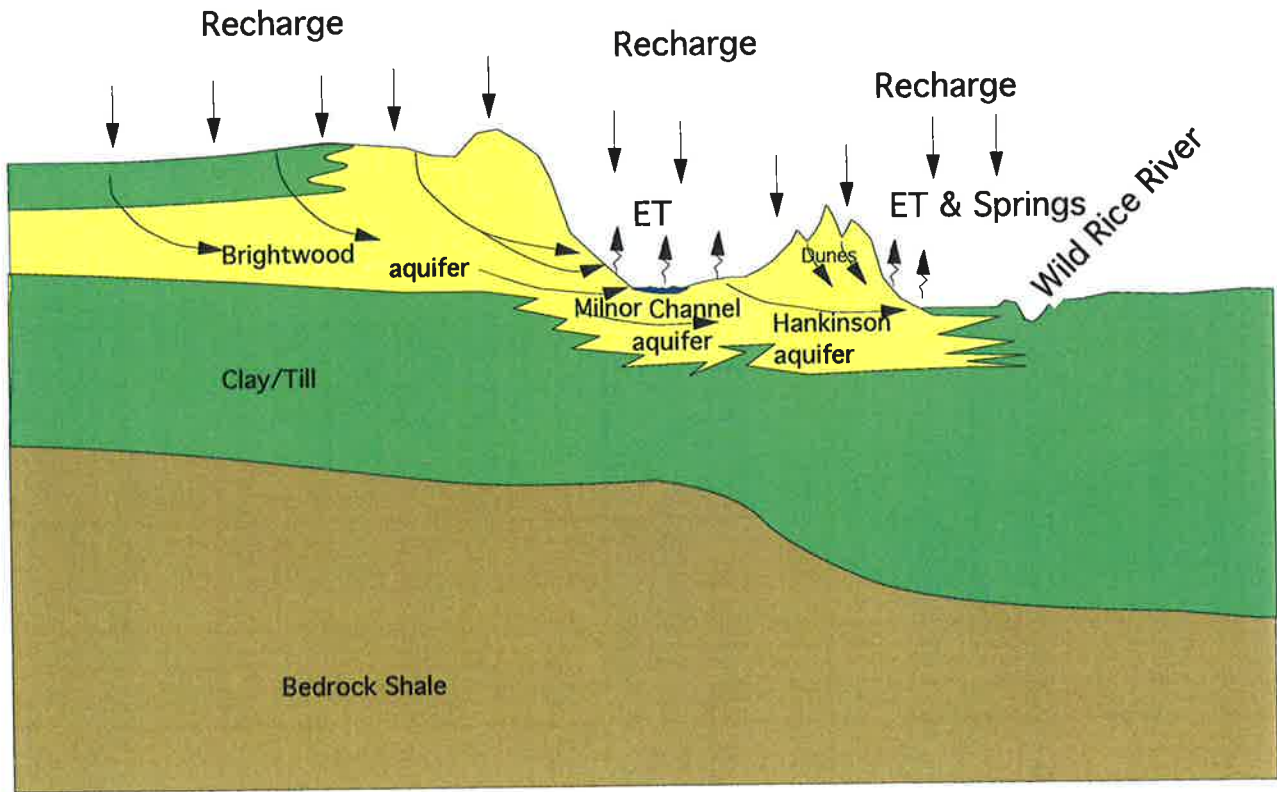 Recharge
Recharge
Recharge
ET
ET & Springs
Wild Rice River
Dunes
Brightwood
aquifer
Milnor Channel
aquifer
Hankinson
aquifer
Clay/Till
Bedrock Shale